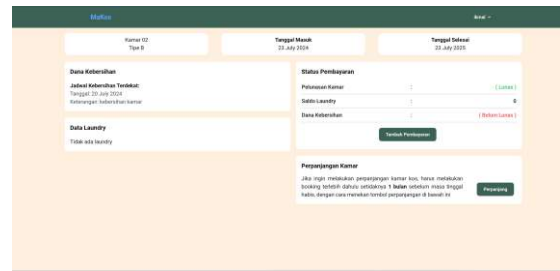 MaKos
ikmal
Kamar 02
Tipe B
Tanggal Masuk
23 July 2024
Tanggal Selesai
23 July 2025
Dana Kebersihan
Jadwal Kebersihan Terdekat:
Tanggal: 20 July 2024
Keterangan: kebersihan kamar
Data Laundry
Tidak ada laundry
Status Pembayaran
Pelunasan Kamar : ( Lunas )
Saldo Laundry : 0
Dana Kebersihan : ( Belum Lunas )
Tambah Pembayaran
Perpanjangan Kamar
Jika ingin melakukan perpanjangan kamar kos, harus melakukan
booking terlebih dahulu setidaknya 1 bulan sebelum masa tinggal
habis, dengan cara menekan tombol perpanjangan di bawah ini
Perpanjang